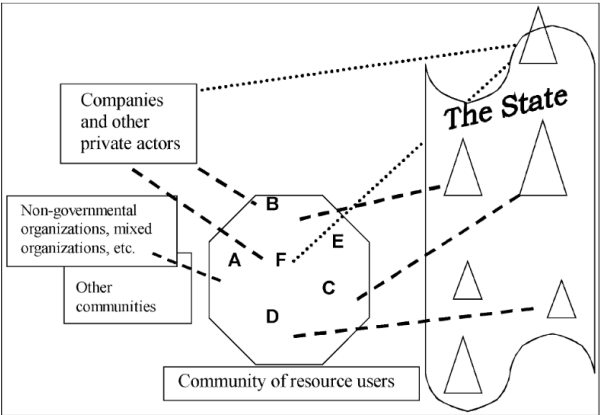 The State
Companies
and other
private actors
Non-governmental
organizations, mixed
organizations, etc.
Other
communities
B
E
A
F
C
D
Community of resource users